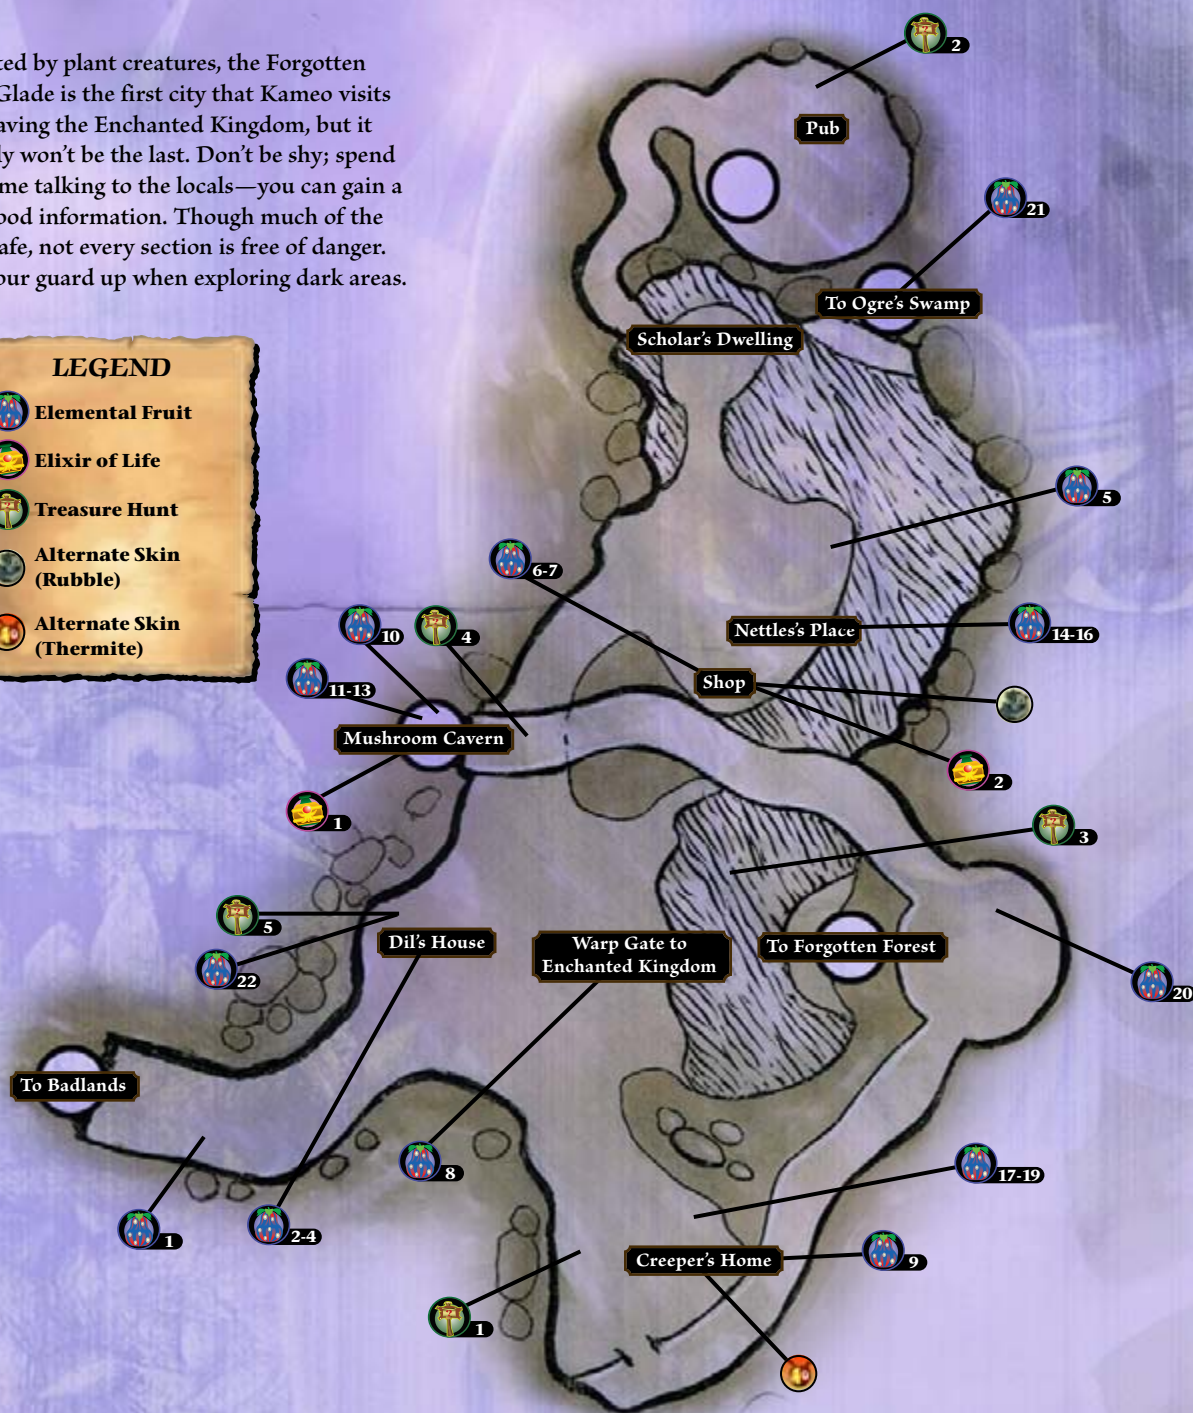 ted by plant creatures, the Forgotten
Glade is the first city that Kameo visits
aving the Enchanted Kingdom, but it
ly won't be the last. Don't be shy; spend
me talking to the locals—you can gain a
ood information. Though much of the
afe, not every section is free of danger.
our guard up when exploring dark areas.
LEGEND
Elemental Fruit
Elixir of Life
Treasure Hunt
Alternate Skin
(Rubble)
Alternate Skin
(Thermite)
2
Pub
21
To Ogre's Swamp
Scholar's Dwelling
5
6-7
10
4
Nettles's Place
14-16
11-13
Shop
Mushroom Cavern
2
1
3
5
Dil's House
Warp Gate to
Enchanted Kingdom
To Forgotten Forest
22
20
To Badlands
8
17-19
1
2-4
Creeper's Home
9
1